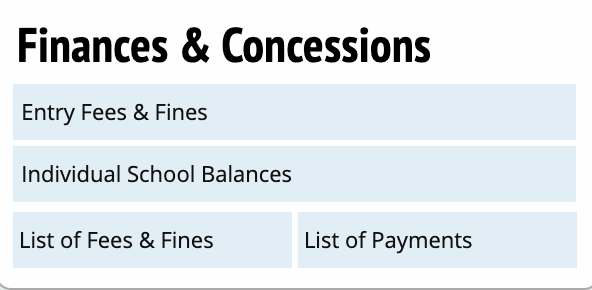 Finances & Concessions
Entry Fees & Fines
Individual School Balances
List of Fees & Fines
List of Payments